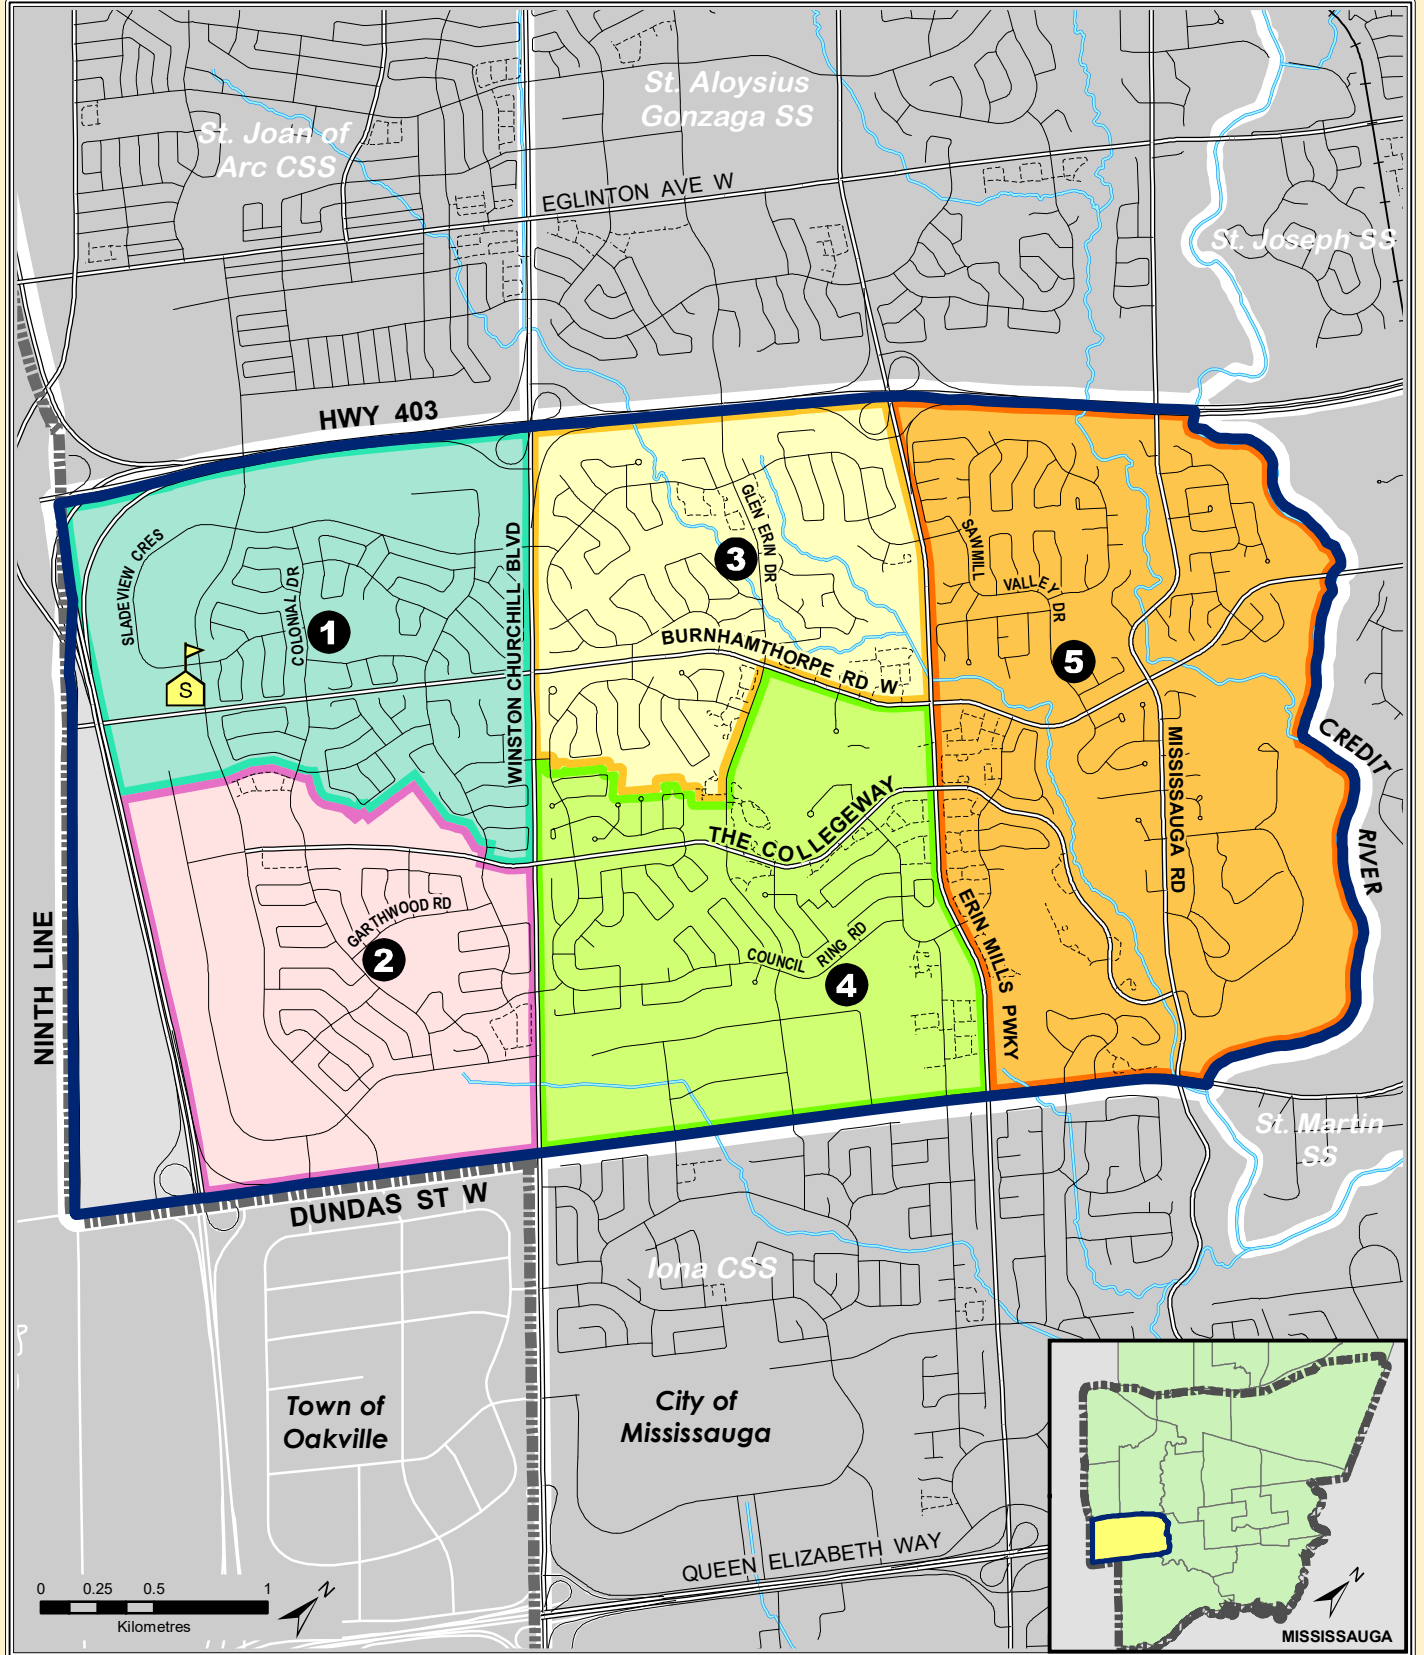 St. Aloysius
Gonzaga SS
St. Joan of
Arc CSS
EGLINTON AVE W
St. Joseph SS
HWY 403
SLADEVIEW CRES
COLONIAL DR
WINSTON CHURCHILL BLVD
GLEN ERIN DR
SAWMILL
VALLEY
DR
1
3
5
S
BURNHAMTHORPE RD W
MISSISSAUGA RD
CREDIT
RIVER
THE COLLEGEWAY
ERIN MILLS PWKY
GARTHWOOD RD
2
COUNCIL
RING RD
4
NINTH LINE
DUNDAS ST W
St. Martin
SS
Iona CSS
Town of
Oakville
City of
Mississauga
QUEEN ELIZABETH WAY
0 0.25 0.5 1
Kilometres
N
N
MISSISSAUGA